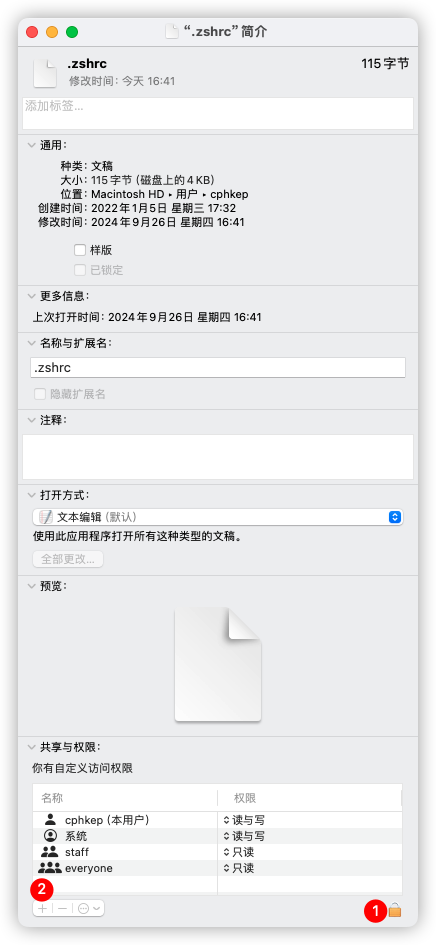 “.zshrc”简介
.zshrc 115字节
修改时间：今天 16:41
添加标签...
通用：
种类：文稿
大小：115字节（磁盘上的4 KB）
位置：Macintosh HD ▸ 用户 ▸ cphkep
创建时间：2022年1月5日 星期三 17:32
修改时间：2024年9月26日 星期四 16:41
样版
已锁定
更多信息：
上次打开时间：2024年9月26日 星期四 16:41
名称与扩展名：
.zshrc
隐藏扩展名
注释：
打开方式：
文本编辑（默认）
使用此应用程序打开所有这种类型的文稿。
全部更改...
预览：
共享与权限：
你有自定义访问权限
名称 权限
cphkep（本用户） 读与写
系统 读与写
staff 只读
everyone 只读
2
1